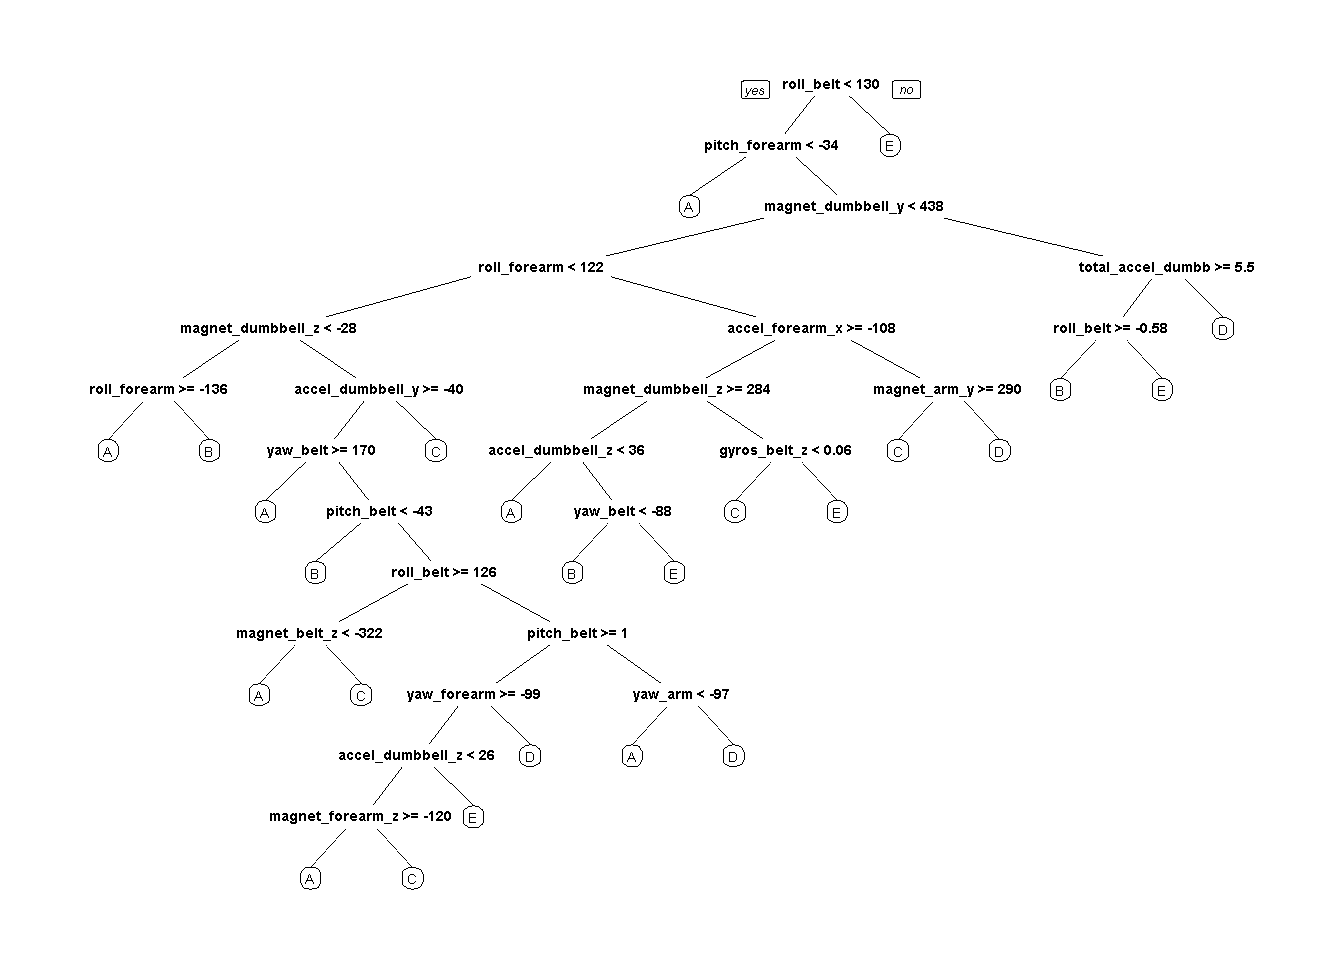 yes roll_belt < 130 no
pitch_forearm < -34 E
A magnet_dumbbell_y < 438
roll_forearm < 122 total_accel_dumbb >= 5.5
magnet_dumbbell_z < -28 accel_forearm_x >= -108 roll_belt >= -0.58 D
roll_forearm >= -136 accel_dumbbell_y >= -40 magnet_dumbbell_z >= 284 magnet_arm_y >= 290 B E
A B yaw_belt >= 170 C accel_dumbbell_z < 36 gyros_belt_z < 0.06 C D
A pitch_belt < -43 A yaw_belt < -88 C E
B roll_belt >= 126 B E
magnet_belt_z < -322 pitch_belt >= 1
A C yaw_forearm >= -99 yaw_arm < -97
accel_dumbbell_z < 26 D A D
magnet_forearm_z >= -120 E
A C